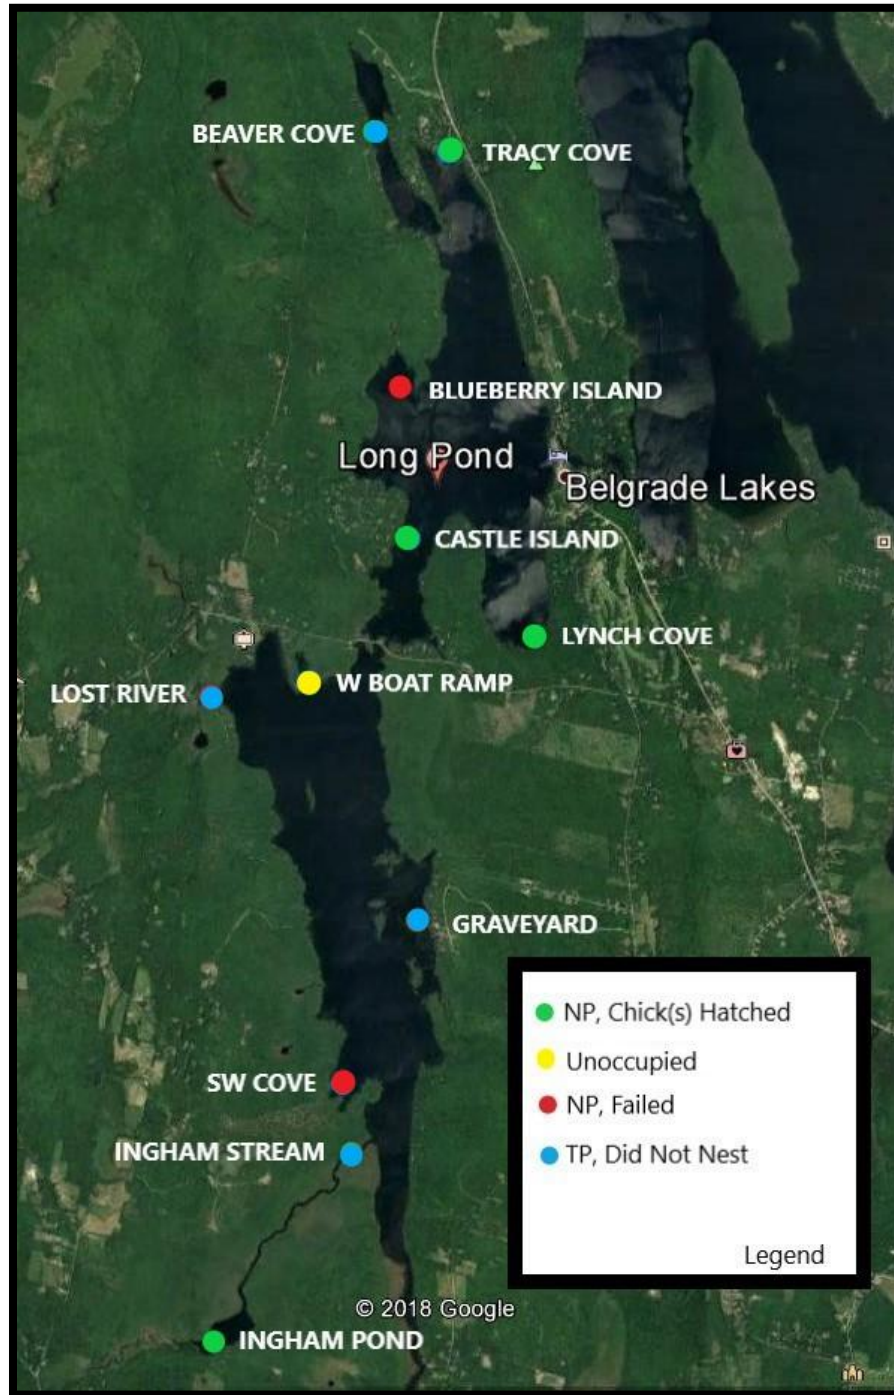 BEAVER COVE
TRACY COVE
BLUEBERRY ISLAND
Long Pond
Belgrade Lakes
CASTLE ISLAND
LYNCH COVE
W BOAT RAMP
LOST RIVER
GRAVEYARD
NP, Chick(s) Hatched
Unoccupied
NP, Failed
TP, Did Not Nest
Legend
SW COVE
INGHAM STREAM
© 2018 Google
INGHAM POND